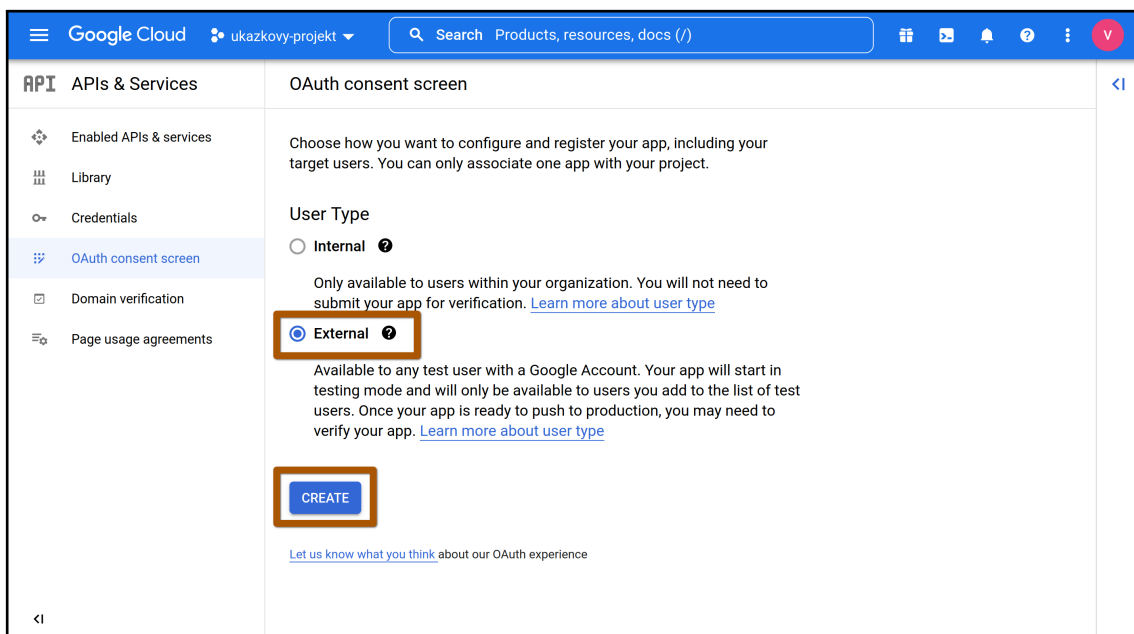 Google Cloud
ukazkovy-projekt
Search Products, resources, docs (/)
V
API APIs & Services
OAuth consent screen
Enabled APIs & services
Library
Credentials
OAuth consent screen
Domain verification
Page usage agreements
Choose how you want to configure and register your app, including your
target users. You can only associate one app with your project.
User Type
Internal
Only available to users within your organization. You will not need to
submit your app for verification. Learn more about user type
External
Available to any test user with a Google Account. Your app will start in
testing mode and will only be available to users you add to the list of test
users. Once your app is ready to push to production, you may need to
verify your app. Learn more about user type
CREATE
Let us know what you think about our OAuth experience